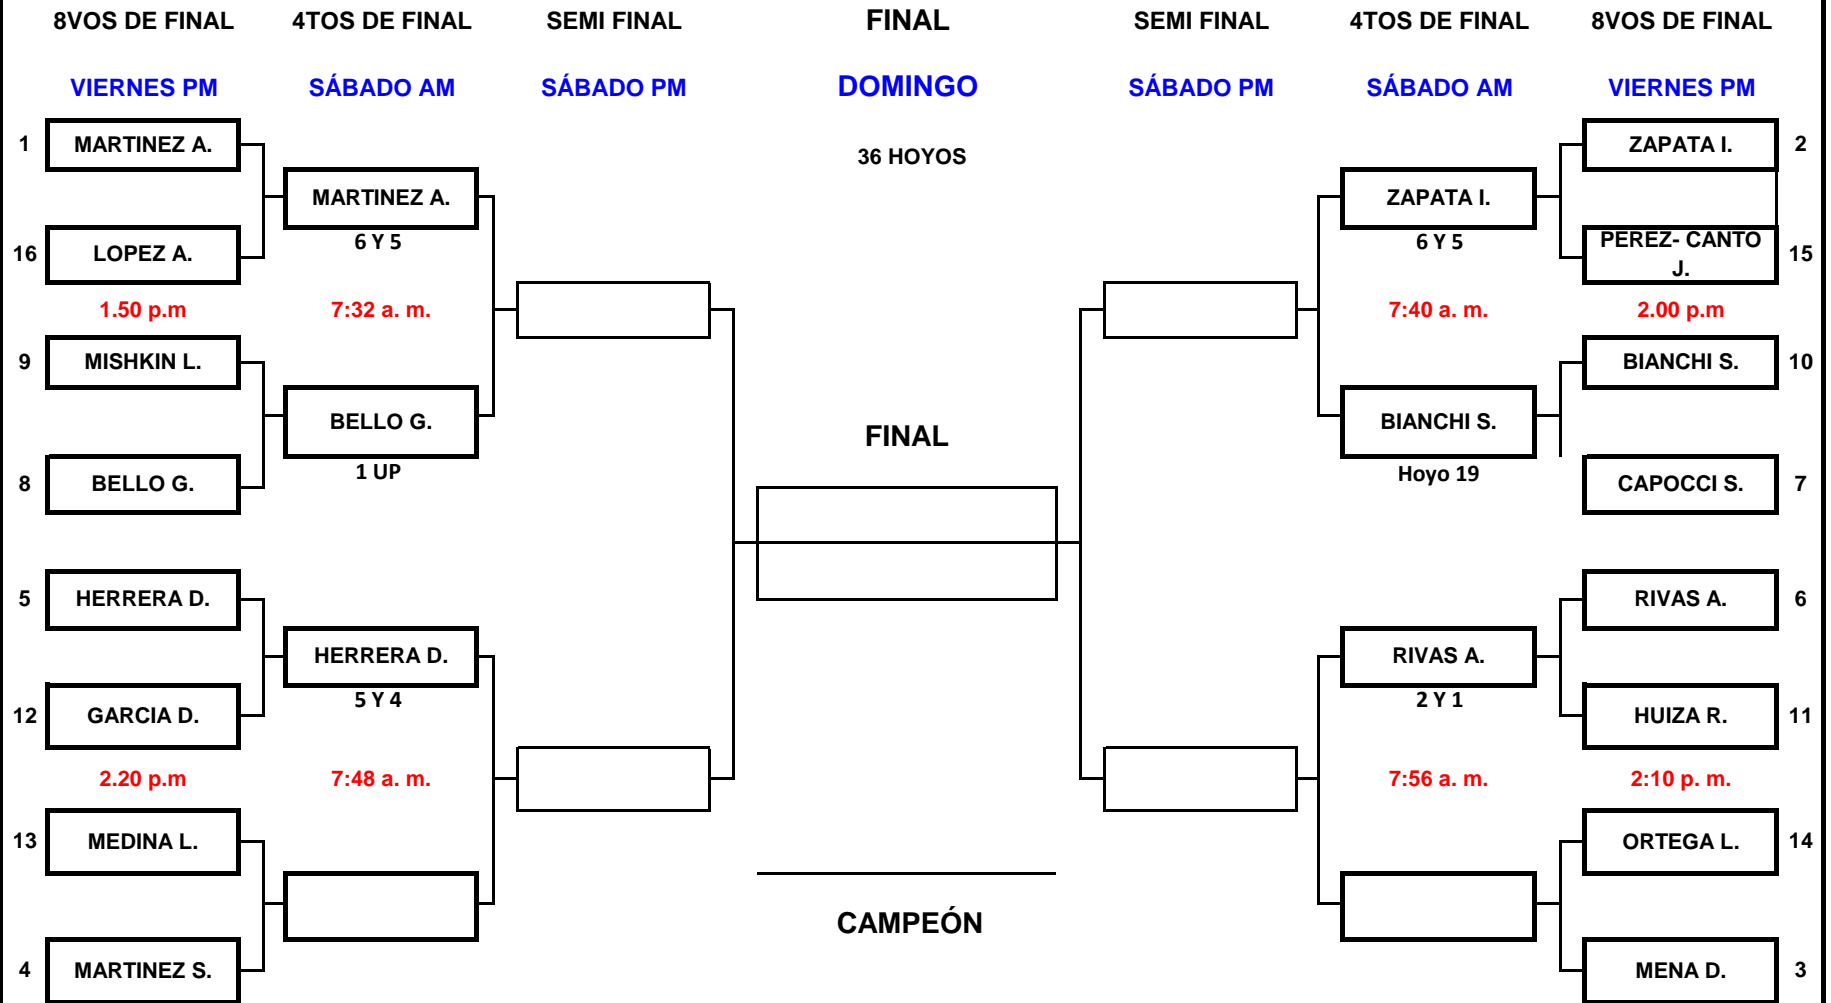 8VOS DE FINAL 4TOS DE FINAL SEMI FINAL FINAL SEMI FINAL 4TOS DE FINAL 8VOS DE FINAL
VIERNES PM SÁBADO AM SÁBADO PM DOMINGO SÁBADO PM SÁBADO AM VIERNES PM
1 MARTINEZ A. 36 HOYOS ZAPATA I. 2
MARTINEZ A. ZAPATA I.
6 Y 5 6 Y 5
16 LOPEZ A. PEREZ- CANTO
J. 15
1.50 p.m 7:32 a. m. 7:40 a. m. 2.00 p.m
9 MISHKIN L. BIANCHI S. 10
BELLO G. FINAL BIANCHI S.
1 UP Hoyo 19
8 BELLO G. CAPOCCI S. 7
5 HERRERA D. RIVAS A. 6
HERRERA D. RIVAS A.
5 Y 4 2 Y 1
12 GARCIA D. HUIZA R. 11
2.20 p.m 7:48 a. m. 7:56 a. m. 2:10 p. m.
13 MEDINA L. ORTEGA L. 14
CAMPEÓN
4 MARTINEZ S. MENA D. 3